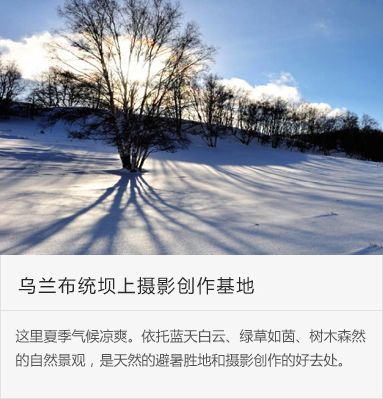 乌兰布统坝上摄影创作基地
这里夏季气候凉爽。依托蓝天白云、绿草如茵、树木森然
的自然景观，是天然的避暑胜地和摄影创作的好去处。